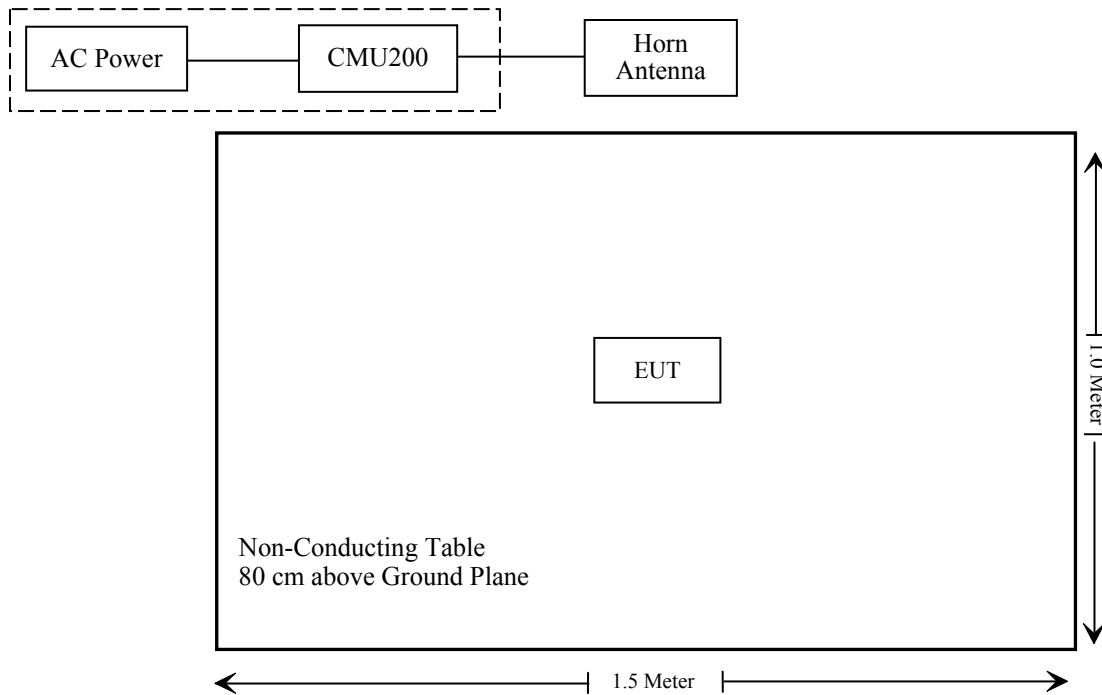 AC Power
CMU200
Horn
Antenna
EUT
1.0 Meter
Non-Conducting Table
80 cm above Ground Plane
1.5 Meter